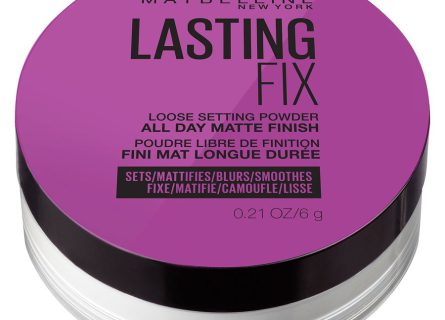 MAYBELLINE
NEW YORK
LASTING
FIX
LOOSE SETTING POWDER
ALL DAY MATTE FINISH
POUDRE LIBRE DE FINITION
FINI MAT LONGUE DURÉE
SETS/MATTIFIES/BLURS/SMOOTHES
FIXE/MATIFIE/CAMOUFLE/LISSE
0.21 OZ/6 g